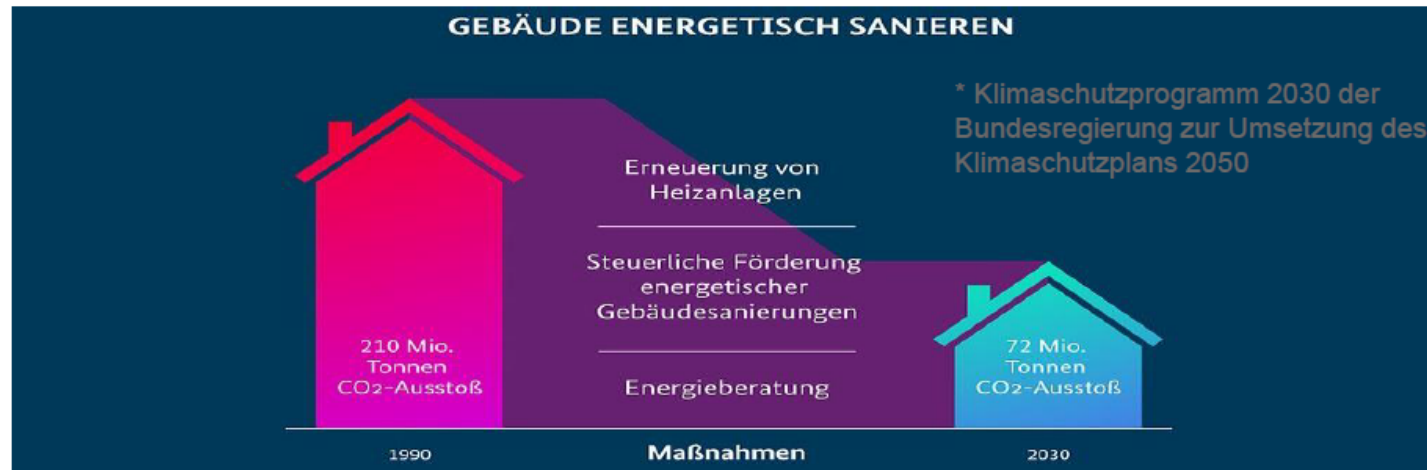 GEBÄUDE ENERGETISCH SANIEREN
* Klimaschutzprogramm 2030 der
Bundesregierung zur Umsetzung des
Klimaschutzplans 2050
Erneuerung von
Heizanlagen
Steuerliche Förderung
energetischer
Gebäudesanierungen
Energieberatung
210 Mio.
Tonnen
CO2-Ausstoß
72 Mio.
Tonnen
CO2-Ausstoß
1990
Maßnahmen
2030